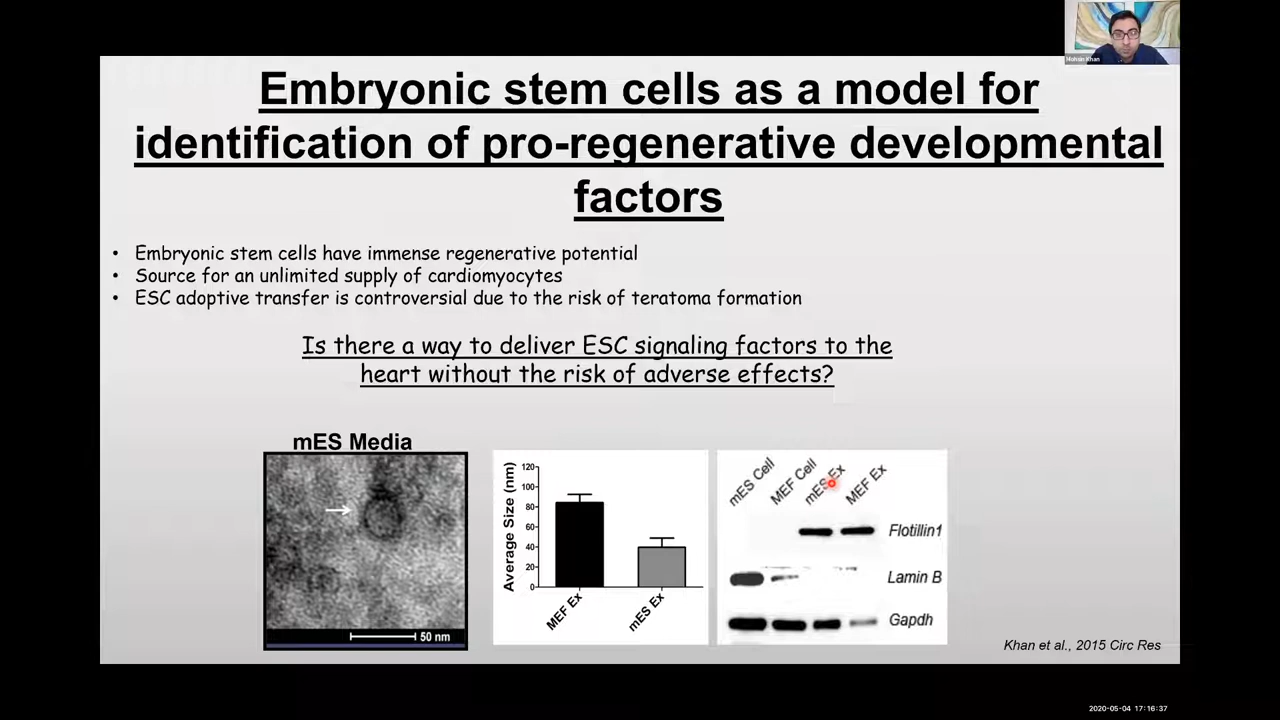 Mohsin Khan
Embryonic stem cells as a model for
identification of pro-regenerative developmental
factors
• Embryonic stem cells have immense regenerative potential
• Source for an unlimited supply of cardiomyocytes
• ESC adoptive transfer is controversial due to the risk of teratoma formation
Is there a way to deliver ESC signaling factors to the
heart without the risk of adverse effects?
mES Media
50 nm
Average Size (nm)
120
100
80
60
40
20
0
MEF Ex
mES Ex
mES Cell
MEF Cell
mES Ex
MEF Ex
Flotillin1
Lamin B
Gapdh
Khan et al., 2015 Circ Res
2020-05-04 17:16:37